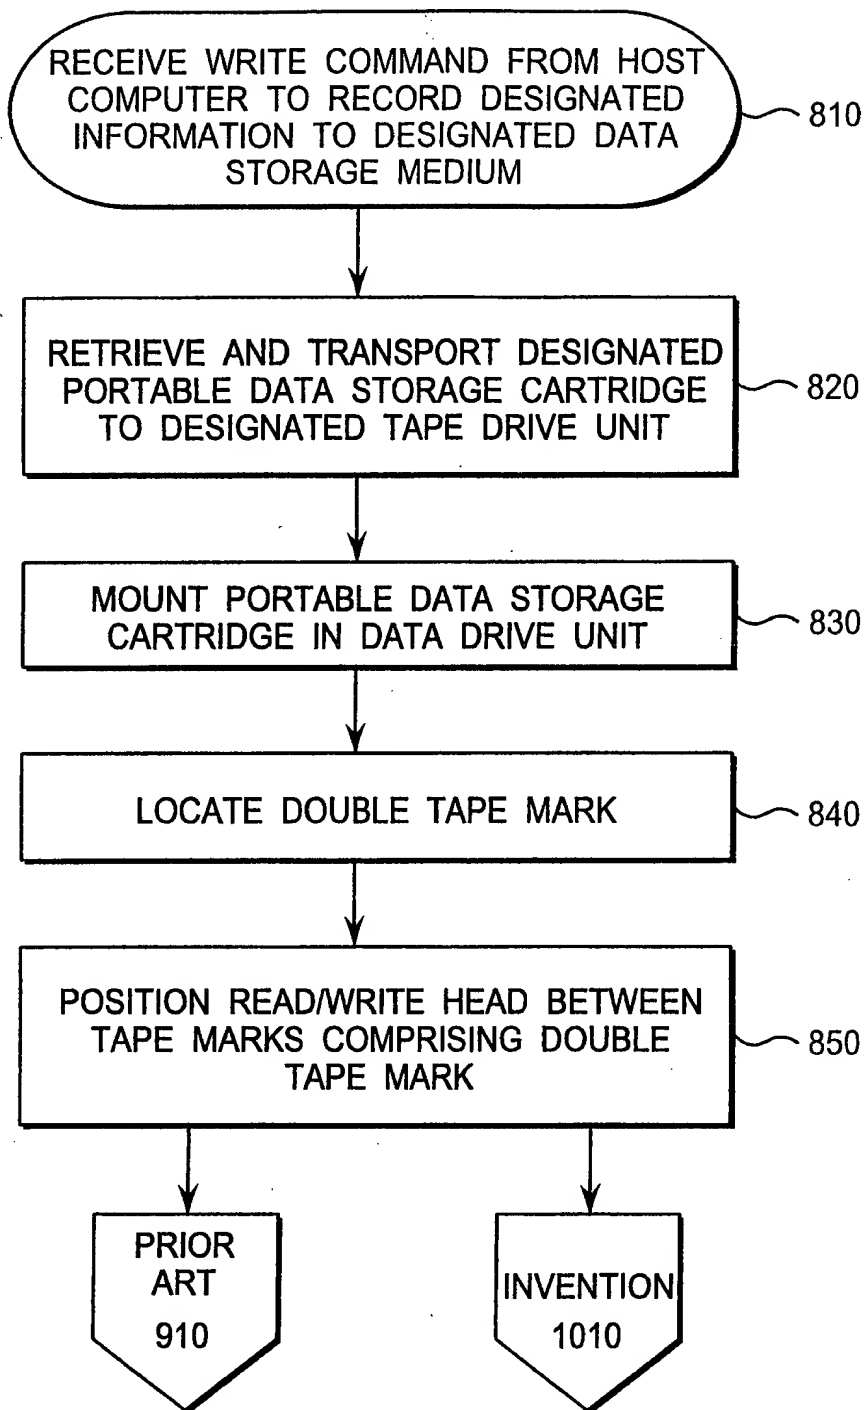 RECEIVE WRITE COMMAND FROM HOST
COMPUTER TO RECORD DESIGNATED
INFORMATION TO DESIGNATED DATA
STORAGE MEDIUM
810
RETRIEVE AND TRANSPORT DESIGNATED
PORTABLE DATA STORAGE CARTRIDGE
TO DESIGNATED TAPE DRIVE UNIT
820
MOUNT PORTABLE DATA STORAGE
CARTRIDGE IN DATA DRIVE UNIT
830
LOCATE DOUBLE TAPE MARK
840
POSITION READ/WRITE HEAD BETWEEN
TAPE MARKS COMPRISING DOUBLE
TAPE MARK
850
PRIOR
ART
910
INVENTION
1010